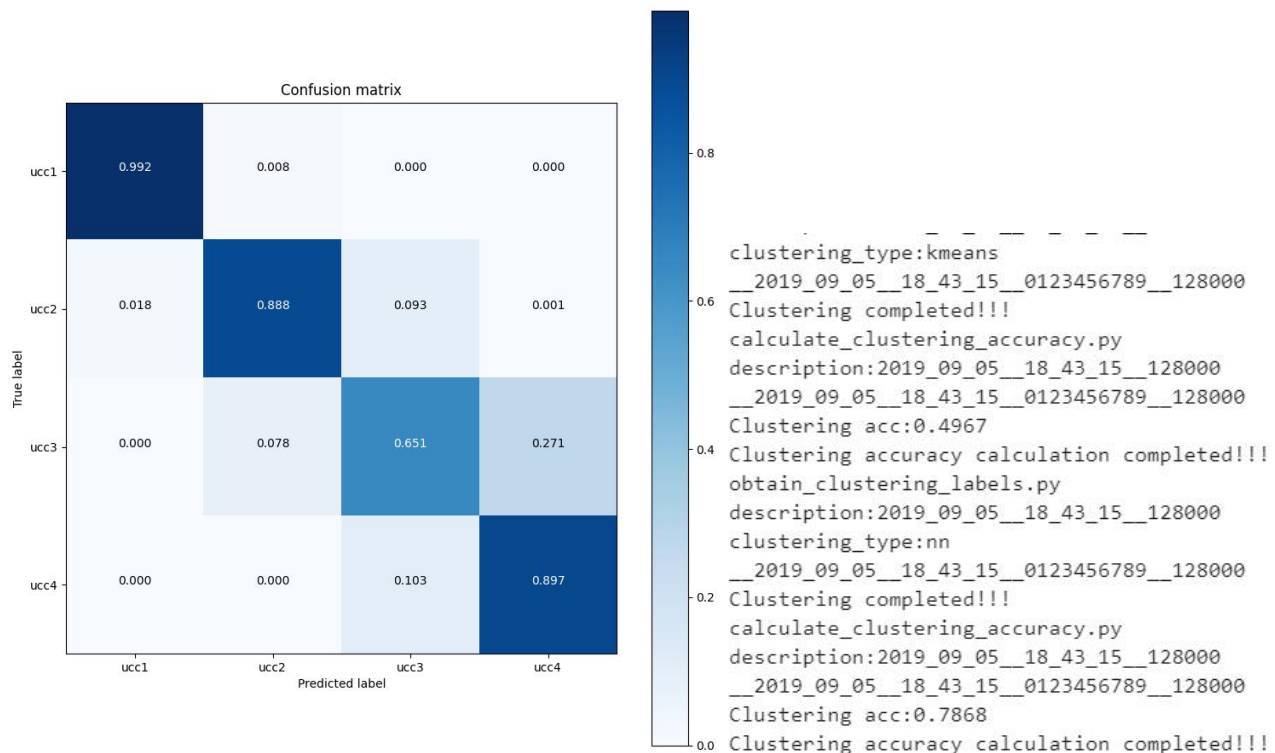 Confusion matrix
True label
ucc1
0.992
0.008
0.000
0.000
ucc2
0.018
0.888
0.093
0.001
ucc3
0.000
0.078
0.651
0.271
ucc4
0.000
0.000
0.103
0.897
ucc1
ucc2
ucc3
ucc4
Predicted label
0.8
0.6
0.4
0.2
0.0
clustering_type:kmeans
__2019_09_05__18_43_15__0123456789__128000
Clustering completed!!!
calculate_clustering_accuracy.py
description:2019_09_05__18_43_15__128000
__2019_09_05__18_43_15__0123456789__128000
Clustering acc:0.4967
Clustering accuracy calculation completed!!!
obtain_clustering_labels.py
description:2019_09_05__18_43_15__128000
clustering_type:nn
__2019_09_05__18_43_15__0123456789__128000
Clustering completed!!!
calculate_clustering_accuracy.py
description:2019_09_05__18_43_15__128000
__2019_09_05__18_43_15__0123456789__128000
Clustering acc:0.7868
Clustering accuracy calculation completed!!!